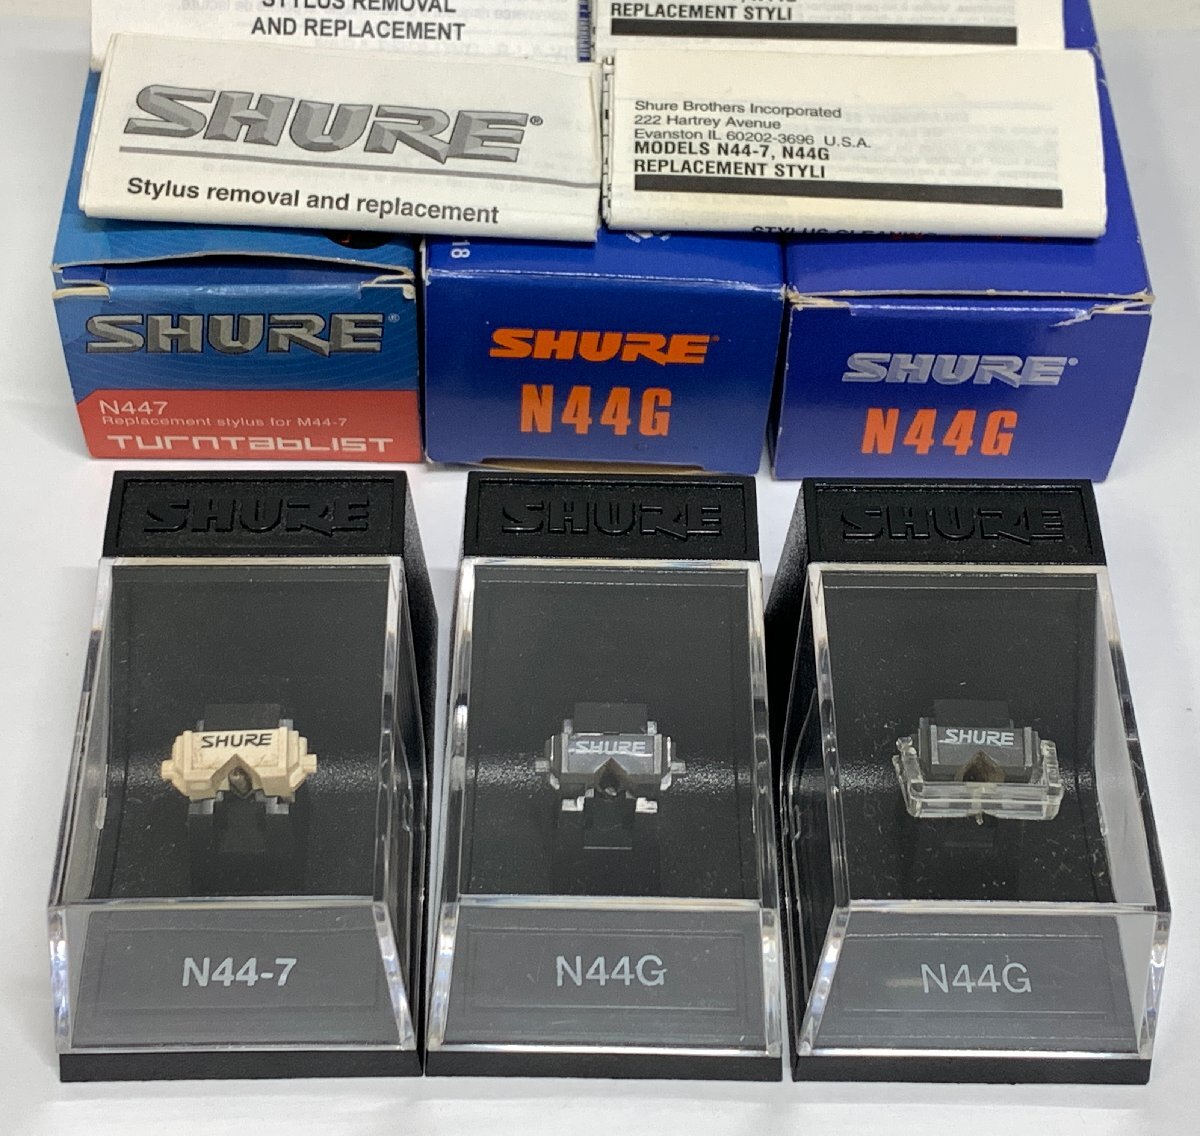 STYLUS REMOVAL
AND REPLACEMENT
REPLACEMENT STYLI
SHURE®
Stylus removal and replacement
Shure Brothers Incorporated
222 Hartrey Avenue
Evanston IL 60202-3696 U.S.A.
MODELS N44-7, N44G
REPLACEMENT STYLI
18
SHURE®
N447
Replacement stylus for M44-7
TURNTABLIST
SHURE
N44G
SHURE®
N44G
SHURE
SHURE
SHURE
SHURE
SHURE
SHURE
N44-7
N44G
N44G